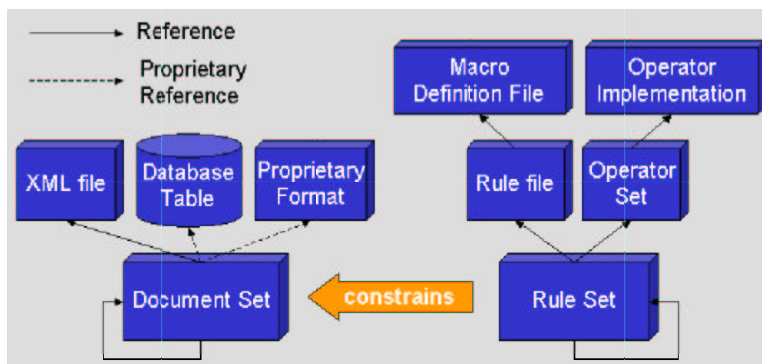 Reference
Proprietary
Reference
Macro
Definition File
Operator
Implementation
XML file
Database
Table
Proprietary
Format
Rule file
Operator
Set
Document Set
constrains
Rule Set